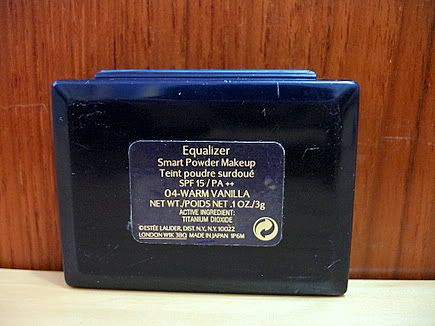 Equalizer
Smart Powder Makeup
Teint poudre surdoué
SPF 15 / PA ++
04-WARM VANILLA
NET WT./POIDS NET .1 OZ./3g
ACTIVE INGREDIENT:
TITANIUM DIOXIDE
©ESTÉE LAUDER, DIST. N.Y. N.Y. 10022
LONDON W1K 3BQ MADE IN JAPAN 1P6M